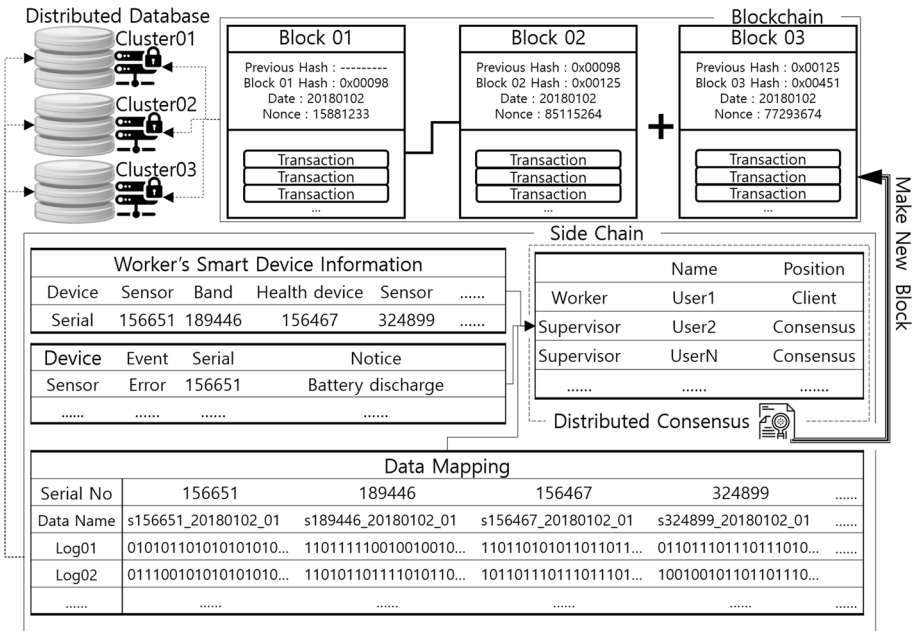 Distributed Database
Cluster01
Cluster02
Cluster03
Blockchain
Block 01
Previous Hash : ---------
Block 01 Hash : 0x00098
Date : 20180102
Nonce : 15881233
Transaction
Transaction
Transaction
...
Block 02
Previous Hash : 0x00098
Block 02 Hash : 0x00125
Date : 20180102
Nonce : 85115264
Transaction
Transaction
Transaction
...
+
Block 03
Previous Hash : 0x00125
Block 03 Hash : 0x00451
Date : 20180102
Nonce : 77293674
Transaction
Transaction
Transaction
...
Make New Block
Side Chain
Worker's Smart Device Information
Device Sensor Band Health device Sensor ......
Serial 156651 189446 156467 324899 ......
Device Event Serial Notice
Sensor Error 156651 Battery discharge
...... ...... ...... ......
Name Position
Worker User1 Client
Supervisor User2 Consensus
Supervisor UserN Consensus
...... ...... .......
Distributed Consensus
Data Mapping
Serial No 156651 189446 156467 324899 ......
Data Name s156651_20180102_01 s189446_20180102_01 s156467_20180102_01 s324899_20180102_01 ......
Log01 010101101010101010... 110111110010010010... 110110101011011011... 011011101110111010... ......
Log02 011100101010101010... 110101101111010110... 101101110111011101... 100100101101101110... ......
...... ...... ...... ...... ...... ......